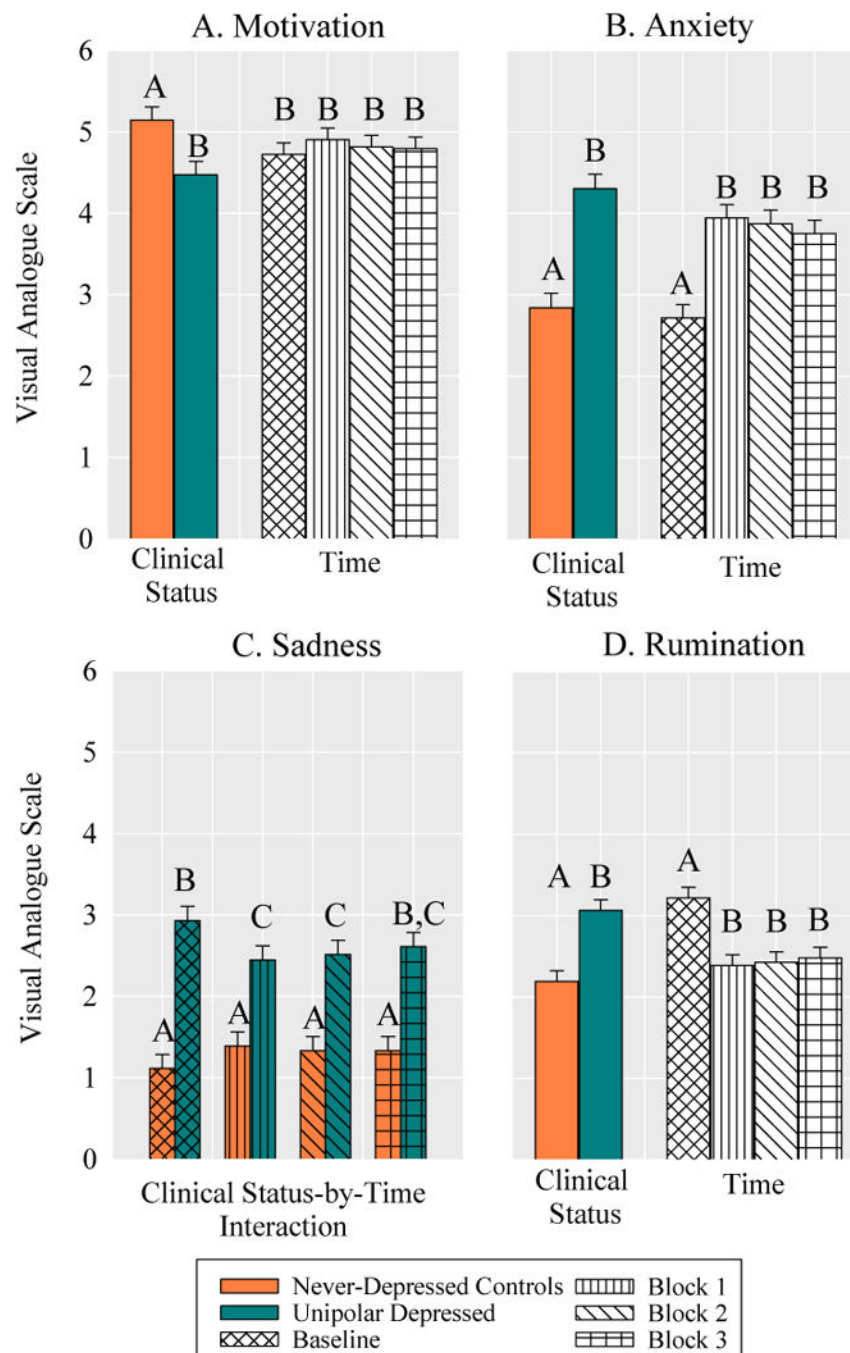 A. Motivation
B. Anxiety
Visual Analogue Scale
6
5
4
3
2
1
0
A
B
B
B
B
B
A
B
A
B
B
B
Clinical
Status
Time
Clinical
Status
Time
C. Sadness
D. Rumination
Visual Analogue Scale
6
5
4
3
2
1
0
A
B
A
C
A
C
A
B,C
A
B
A
B
B
B
Clinical Status-by-Time
Interaction
Clinical
Status
Time
Never-Depressed Controls
Unipolar Depressed
Baseline
Block 1
Block 2
Block 3